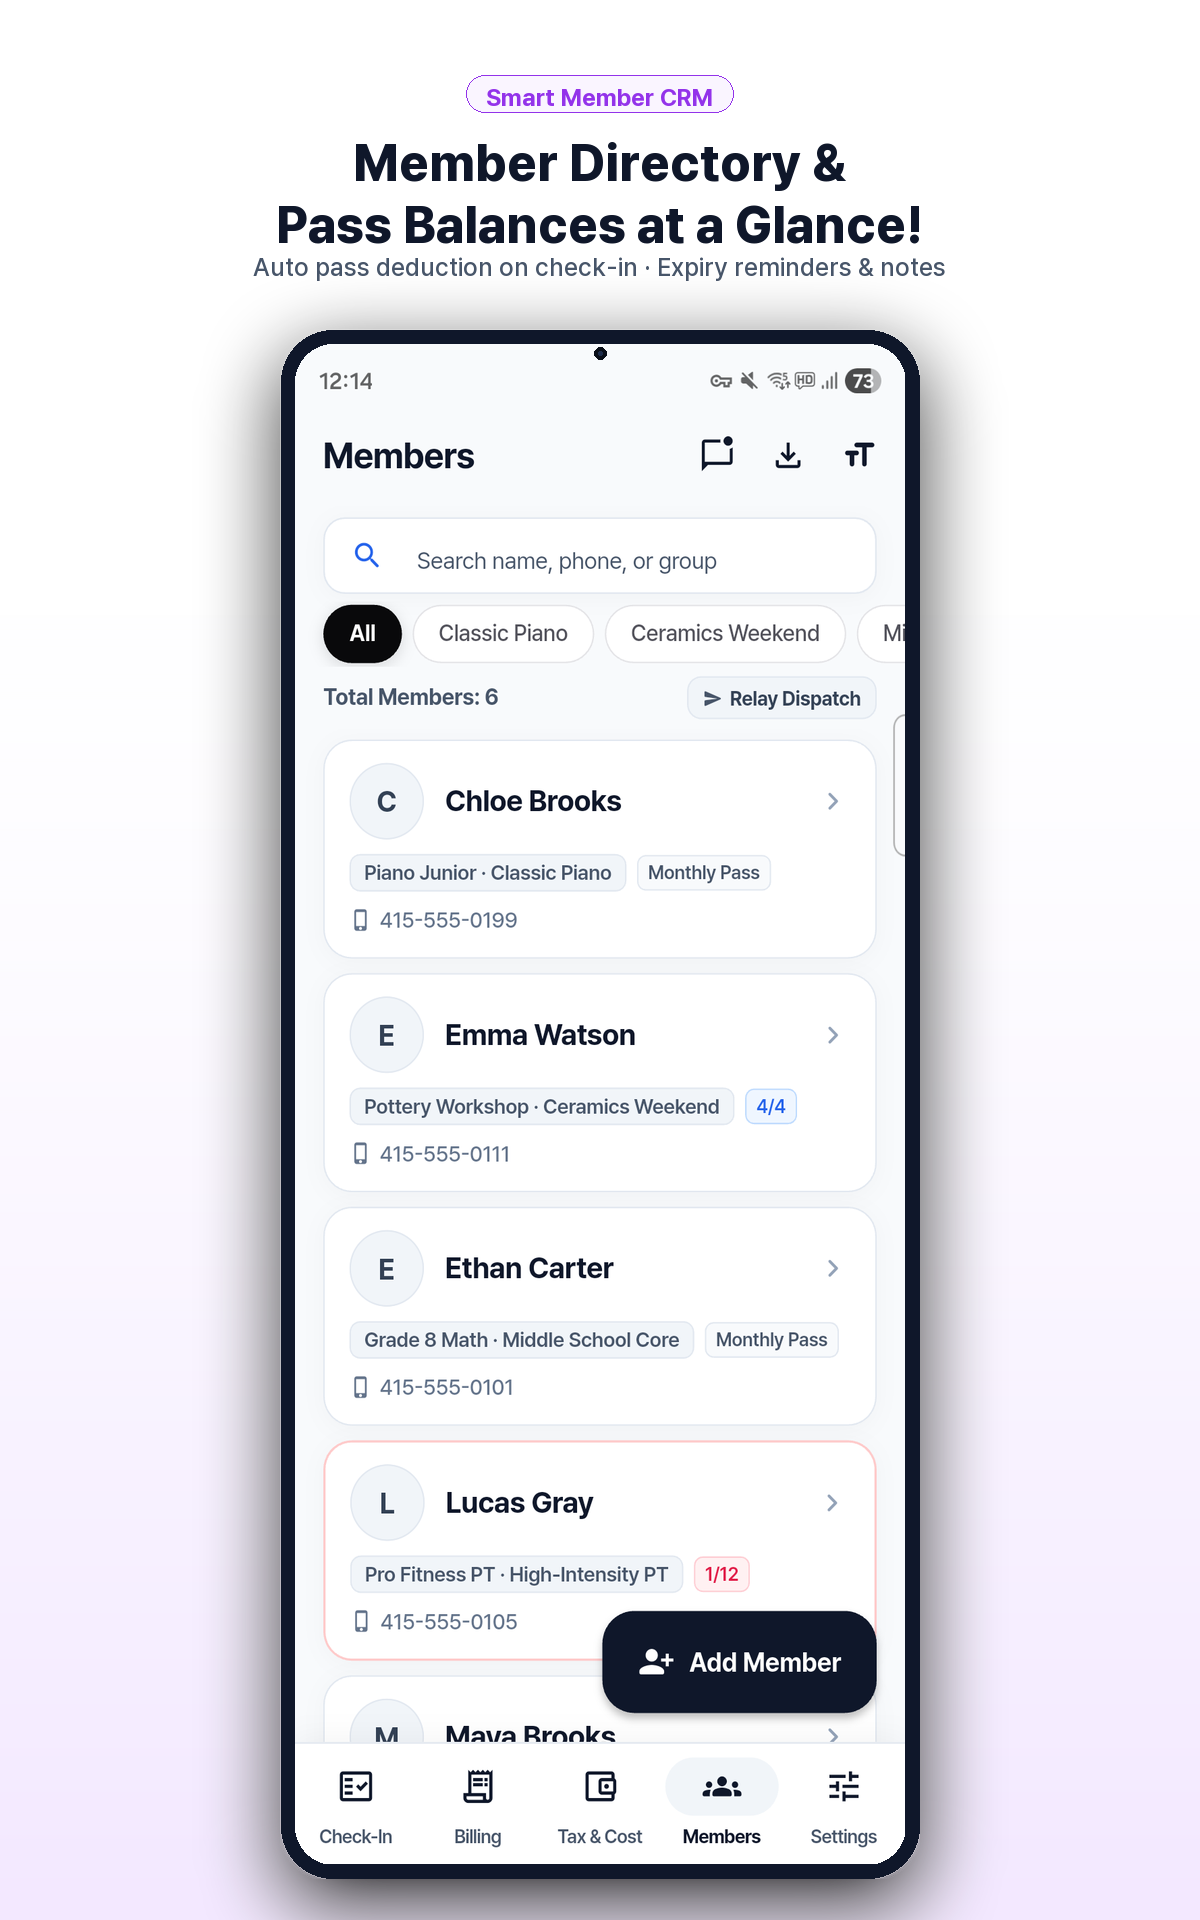 Smart Member CRM
Member Directory &
Pass Balances at a Glance!
Auto pass deduction on check-in · Expiry reminders & notes
12:14
5 HD 73
Members
Search name, phone, or group
All Classic Piano Ceramics Weekend Mi
Total Members: 6 Relay Dispatch
C Chloe Brooks
Piano Junior · Classic Piano Monthly Pass
415-555-0199
E Emma Watson
Pottery Workshop · Ceramics Weekend 4/4
415-555-0111
E Ethan Carter
Grade 8 Math · Middle School Core Monthly Pass
415-555-0101
L Lucas Gray
Pro Fitness PT · High-Intensity PT 1/12
415-555-0105
Add Member
M Maya Brooks
Check-In Billing Tax & Cost Members Settings